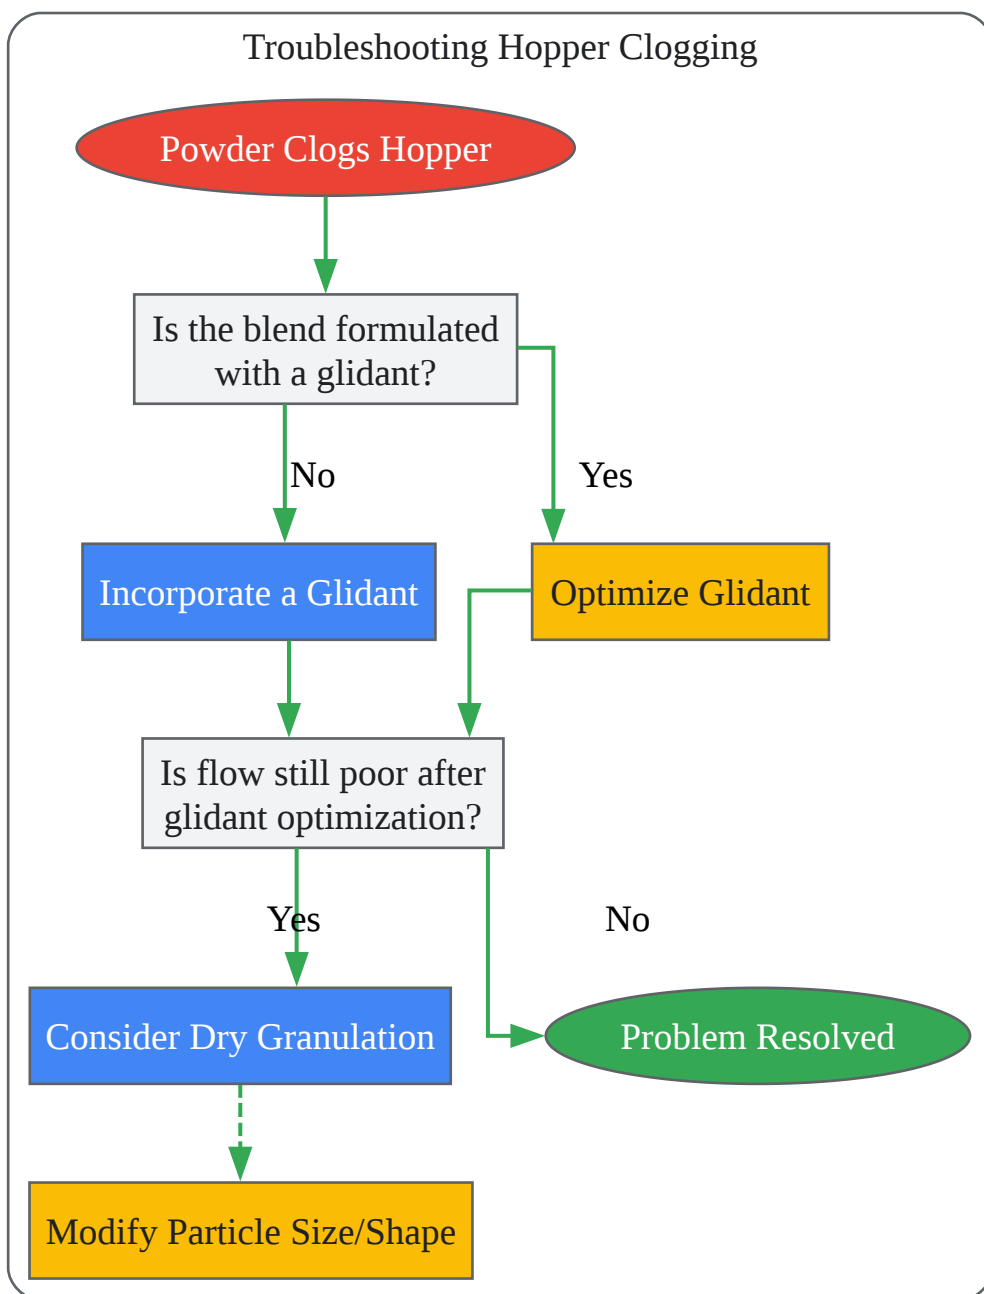 Troubleshooting Hopper Clogging
Powder Clogs Hopper
Is the blend formulated
with a glidant?
No
Yes
Incorporate a Glidant
Optimize Glidant
Is flow still poor after
glidant optimization?
Yes
No
Consider Dry Granulation
Problem Resolved
Modify Particle Size/Shape